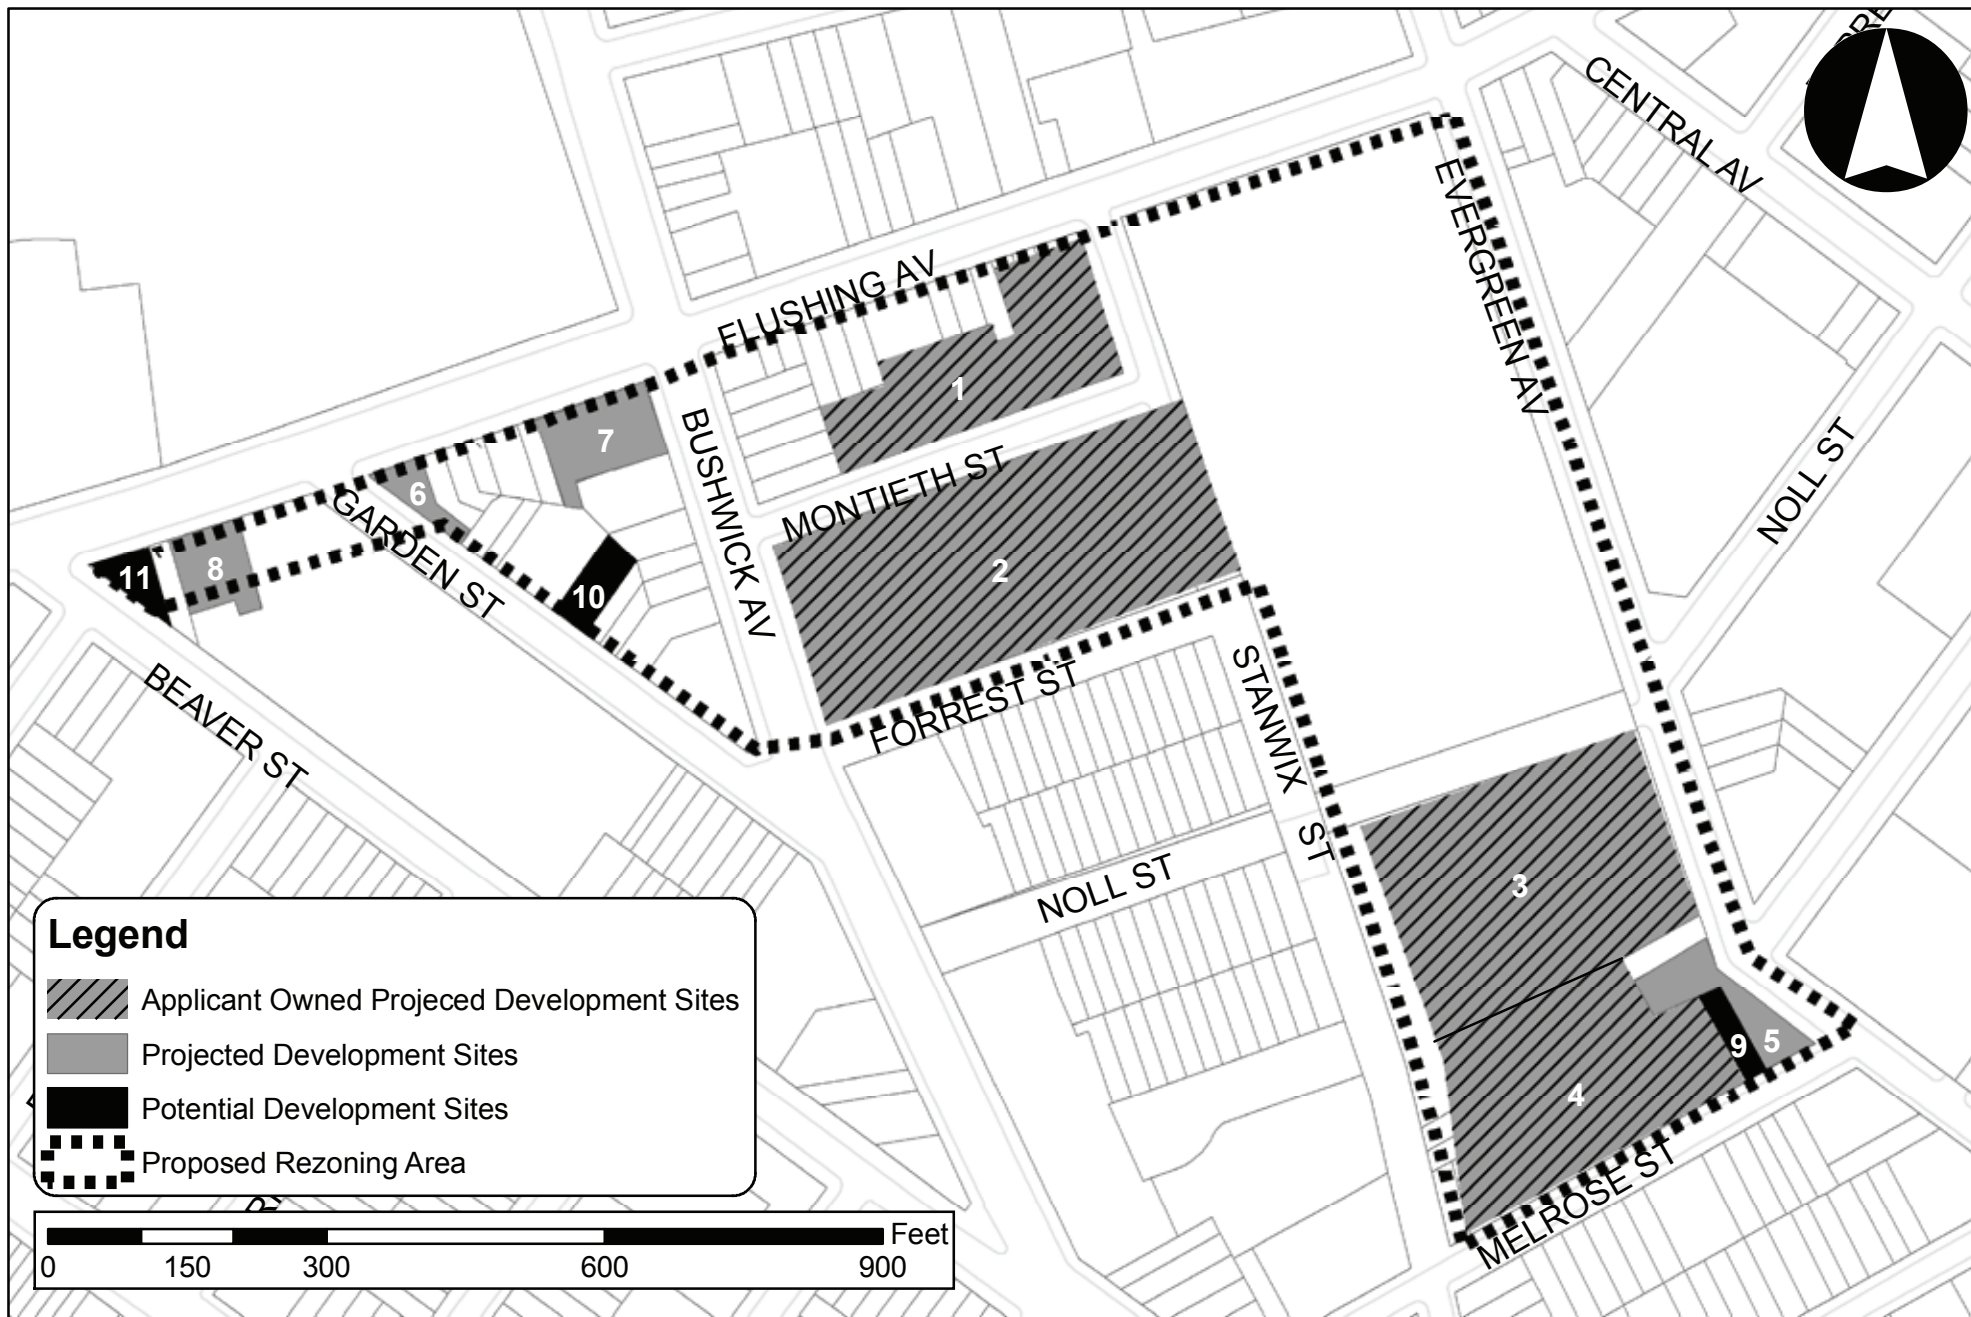 CENTRAL AV
EVERGREEN AV
FLUSHING AV
1
7
BUSHWICK AV
MONTIETH ST
NOLL ST
6
GARDEN ST
8
11
10
2
STANWIX ST
FORREST ST
BEAVER ST
NOLL ST
3
9
5
4
MELROSE ST
Legend
Applicant Owned Projeced Development Sites
Projected Development Sites
Potential Development Sites
Proposed Rezoning Area
Feet
0 150 300 600 900